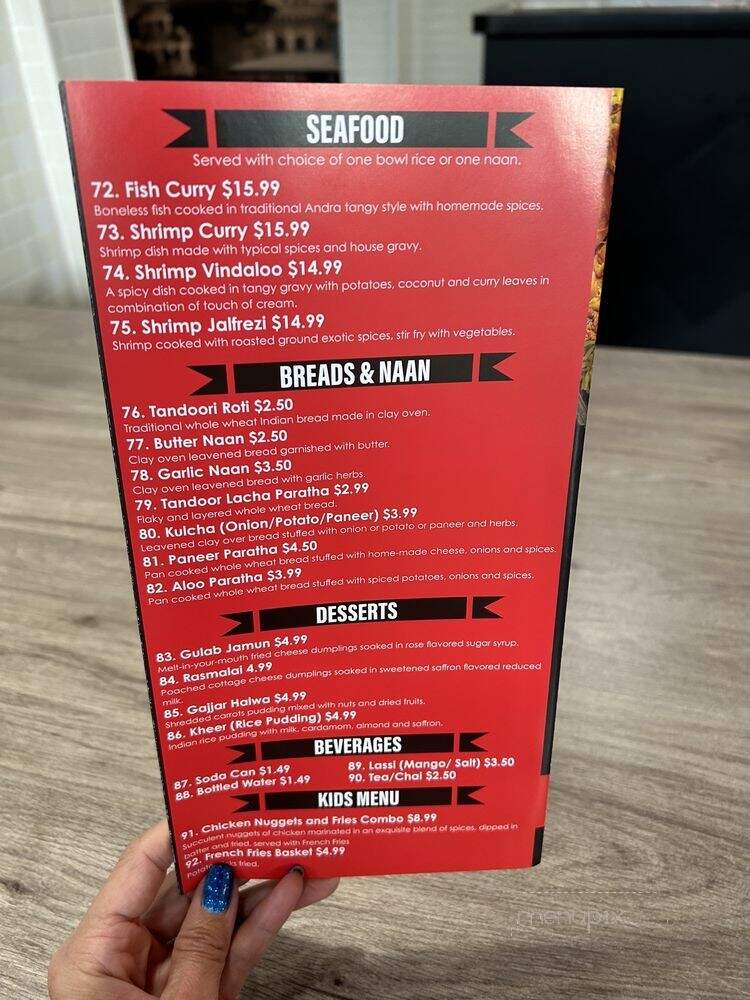 SEAFOOD
Served with choice of one bowl rice or one naan.
72. Fish Curry $15.99
Boneless fish cooked in traditional Andra tangy style with homemade spices.
73. Shrimp Curry $15.99
Shrimp dish made with typical spices and house gravy.
74. Shrimp Vindaloo $14.99
A spicy dish cooked in tangy gravy with potatoes, coconut and curry leaves in
combination of touch of cream.
75. Shrimp Jalfrezi $14.99
Shrimp cooked with roasted ground exotic spices, stir fry with vegetables.
BREADS & NAAN
76. Tandoori Roti $2.50
Traditional whole wheat Indian bread made in clay oven.
77. Butter Naan $2.50
Clay oven leavened bread garnished with butter.
78. Garlic Naan $3.50
Clay oven leavened bread with garlic herbs.
79. Tandoor Lacha Paratha $2.99
Flaky and layered whole wheat bread.
80. Kulcha (Onion/Potato/Paneer) $3.99
Leavened clay over bread stuffed with onion or potato or paneer and herbs.
81. Paneer Paratha $4.50
Pan cooked whole wheat bread stuffed with home-made cheese, onions and spices.
82. Aloo Paratha $3.99
Pan cooked whole wheat bread stuffed with spiced potatoes, onions and spices.
DESSERTS
83. Gulab Jamun $4.99
Melt-in-your-mouth fried cheese dumplings soaked in rose flavored sugar syrup.
84. Rasmalai 4.99
Poached cottage cheese dumplings soaked in sweetened saffron flavored reduced
milk.
85. Gajjar Halwa $4.99
Shredded carrots pudding mixed with nuts and dried fruits.
86. Kheer (Rice Pudding) $4.99
Indian rice pudding with milk, cardamom, almond and saffron.
BEVERAGES
87. Soda Can $1.49
88. Bottled Water $1.49
89. Lassi (Mango/ Salt) $3.50
90. Tea/Chai $2.50
KIDS MENU
91. Chicken Nuggets and Fries Combo $8.99
Succulent nuggets of chicken marinated in an exquisite blend of spices, dipped in
batter and fried, served with French Fries
92. French Fries Basket $4.99
fried.
menupix